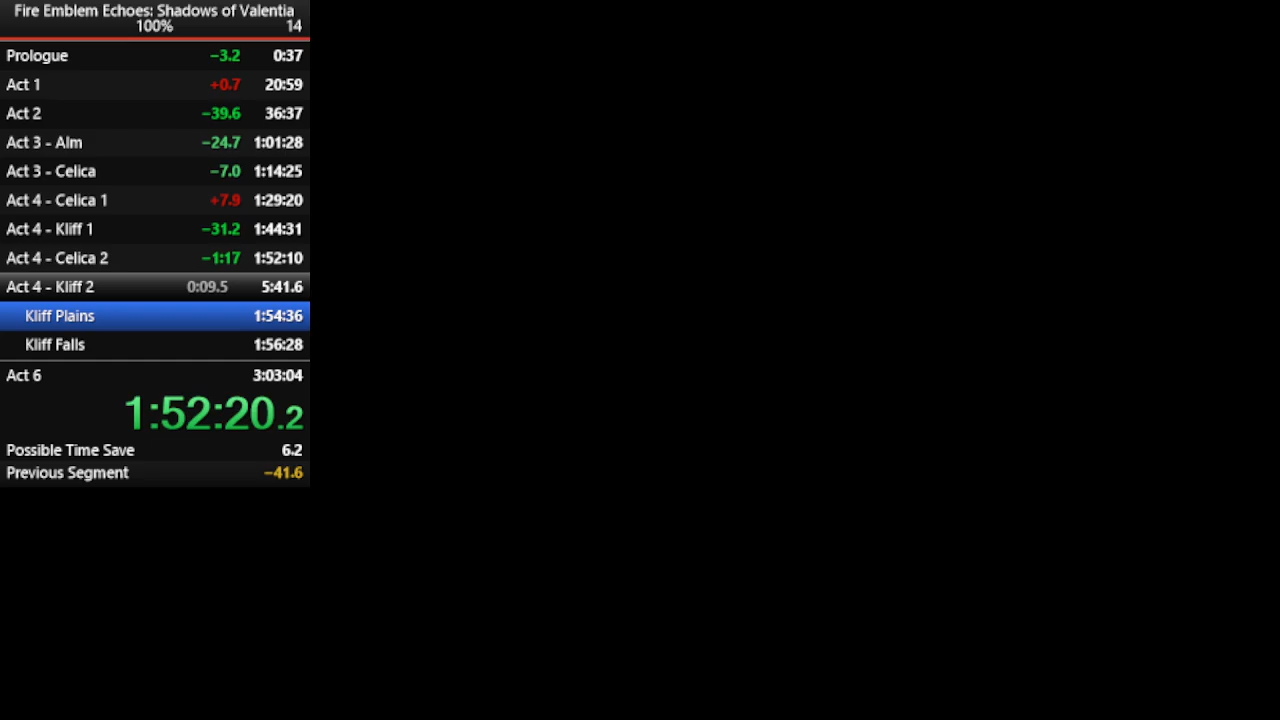 Fire Emblem Echoes: Shadows of Valentia
100% 14
Prologue −3.2 0:37
Act 1 +0.7 20:59
Act 2 −39.6 36:37
Act 3 - Alm −24.7 1:01:28
Act 3 - Celica −7.0 1:14:25
Act 4 - Celica 1 +7.9 1:29:20
Act 4 - Kliff 1 −31.2 1:44:31
Act 4 - Celica 2 −1:17 1:52:10
Act 4 - Kliff 2 0:09.5 5:41.6
Kliff Plains 1:54:36
Kliff Falls 1:56:28
Act 6 3:03:04
1:52:20.2
Possible Time Save 6.2
Previous Segment −41.6